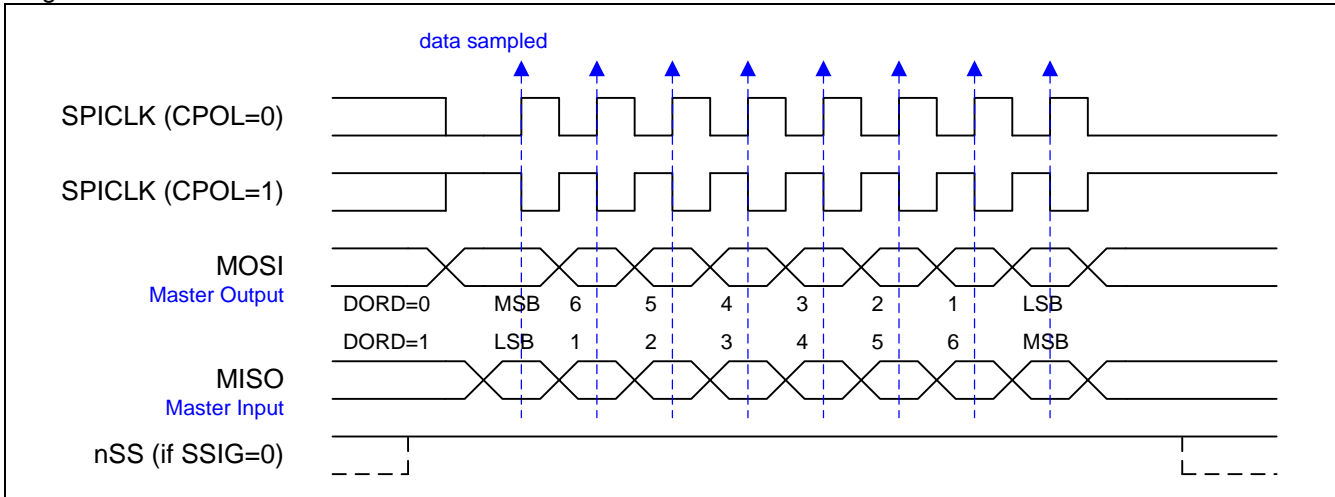 data sampled
SPICLK (CPOL=0)
SPICLK (CPOL=1)
MOSI
Master Output
DORD=0 MSB 6 5 4 3 2 1 LSB
DORD=1 LSB 1 2 3 4 5 6 MSB
MISO
Master Input
nSS (if SSIG=0)